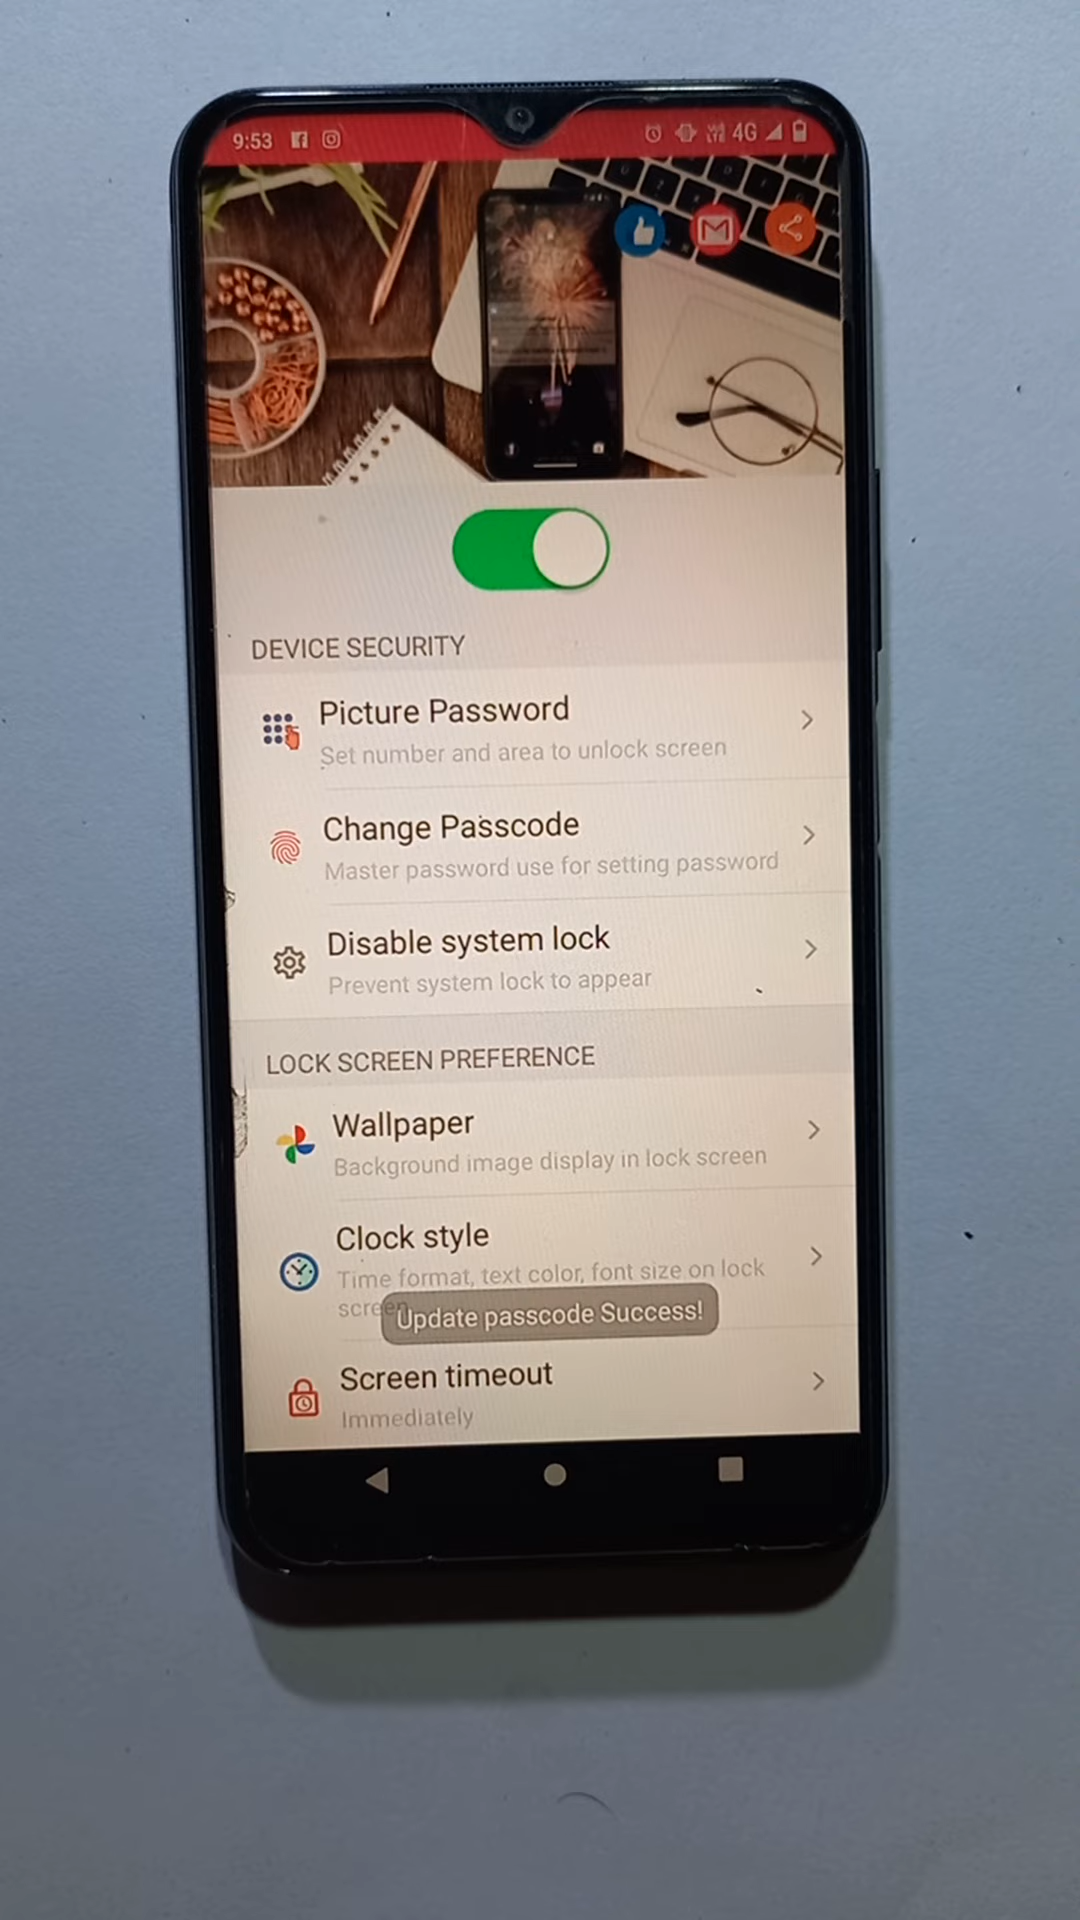 9:53 4G
DEVICE SECURITY
Picture Password
Set number and area to unlock screen
Change Passcode
Master password use for setting password
Disable system lock
Prevent system lock to appear
LOCK SCREEN PREFERENCE
Wallpaper
Background image display in lock screen
Clock style
Time format, text color, font size on lock
screen
Update passcode Success!
Screen timeout
Immediately